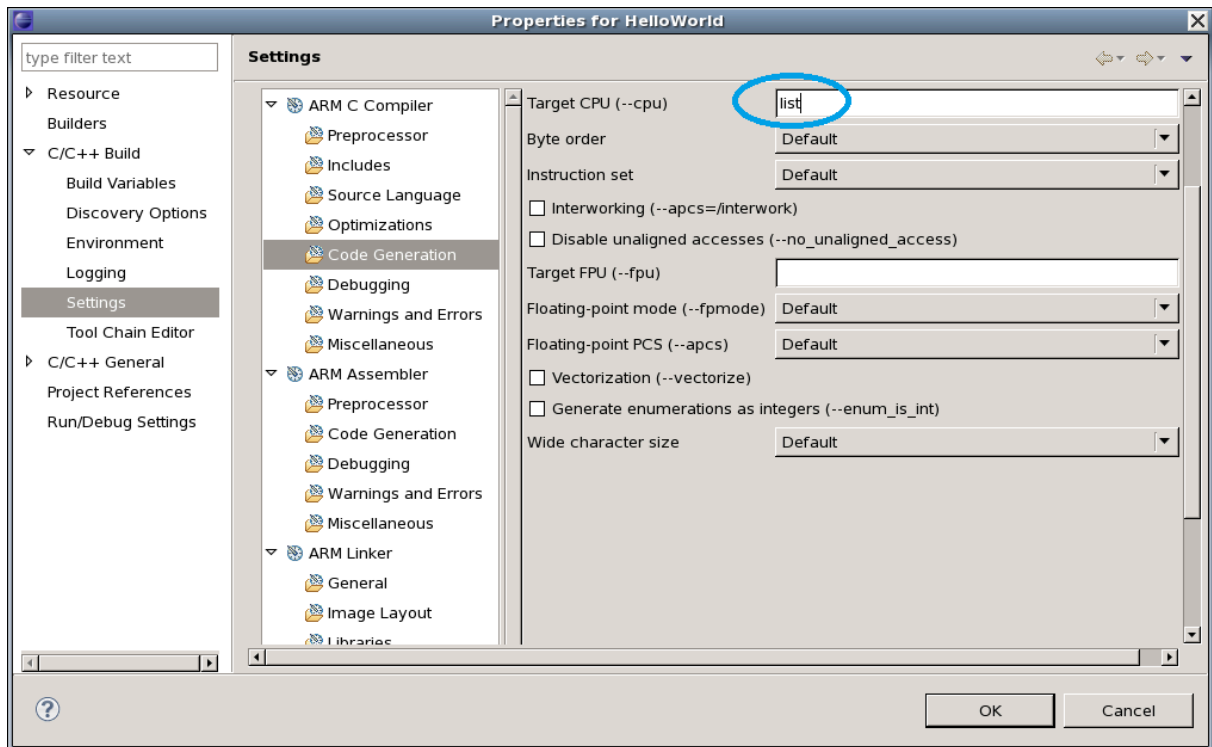 Properties for HelloWorld
type filter text
Resource
Builders
C/C++ Build
Build Variables
Discovery Options
Environment
Logging
Settings
Tool Chain Editor
C/C++ General
Project References
Run/Debug Settings
Settings
ARM C Compiler
Preprocessor
Includes
Source Language
Optimizations
Code Generation
Debugging
Warnings and Errors
Miscellaneous
ARM Assembler
Preprocessor
Code Generation
Debugging
Warnings and Errors
Miscellaneous
ARM Linker
General
Image Layout
Libraries
Target CPU (--cpu) list
Byte order Default
Instruction set Default
Interworking (--apcs=/interwork)
Disable unaligned accesses (--no_unaligned_access)
Target FPU (--fpu)
Floating-point mode (--fpmode) Default
Floating-point PCS (--apcs) Default
Vectorization (--vectorize)
Generate enumerations as integers (--enum_is_int)
Wide character size Default
?
OK Cancel